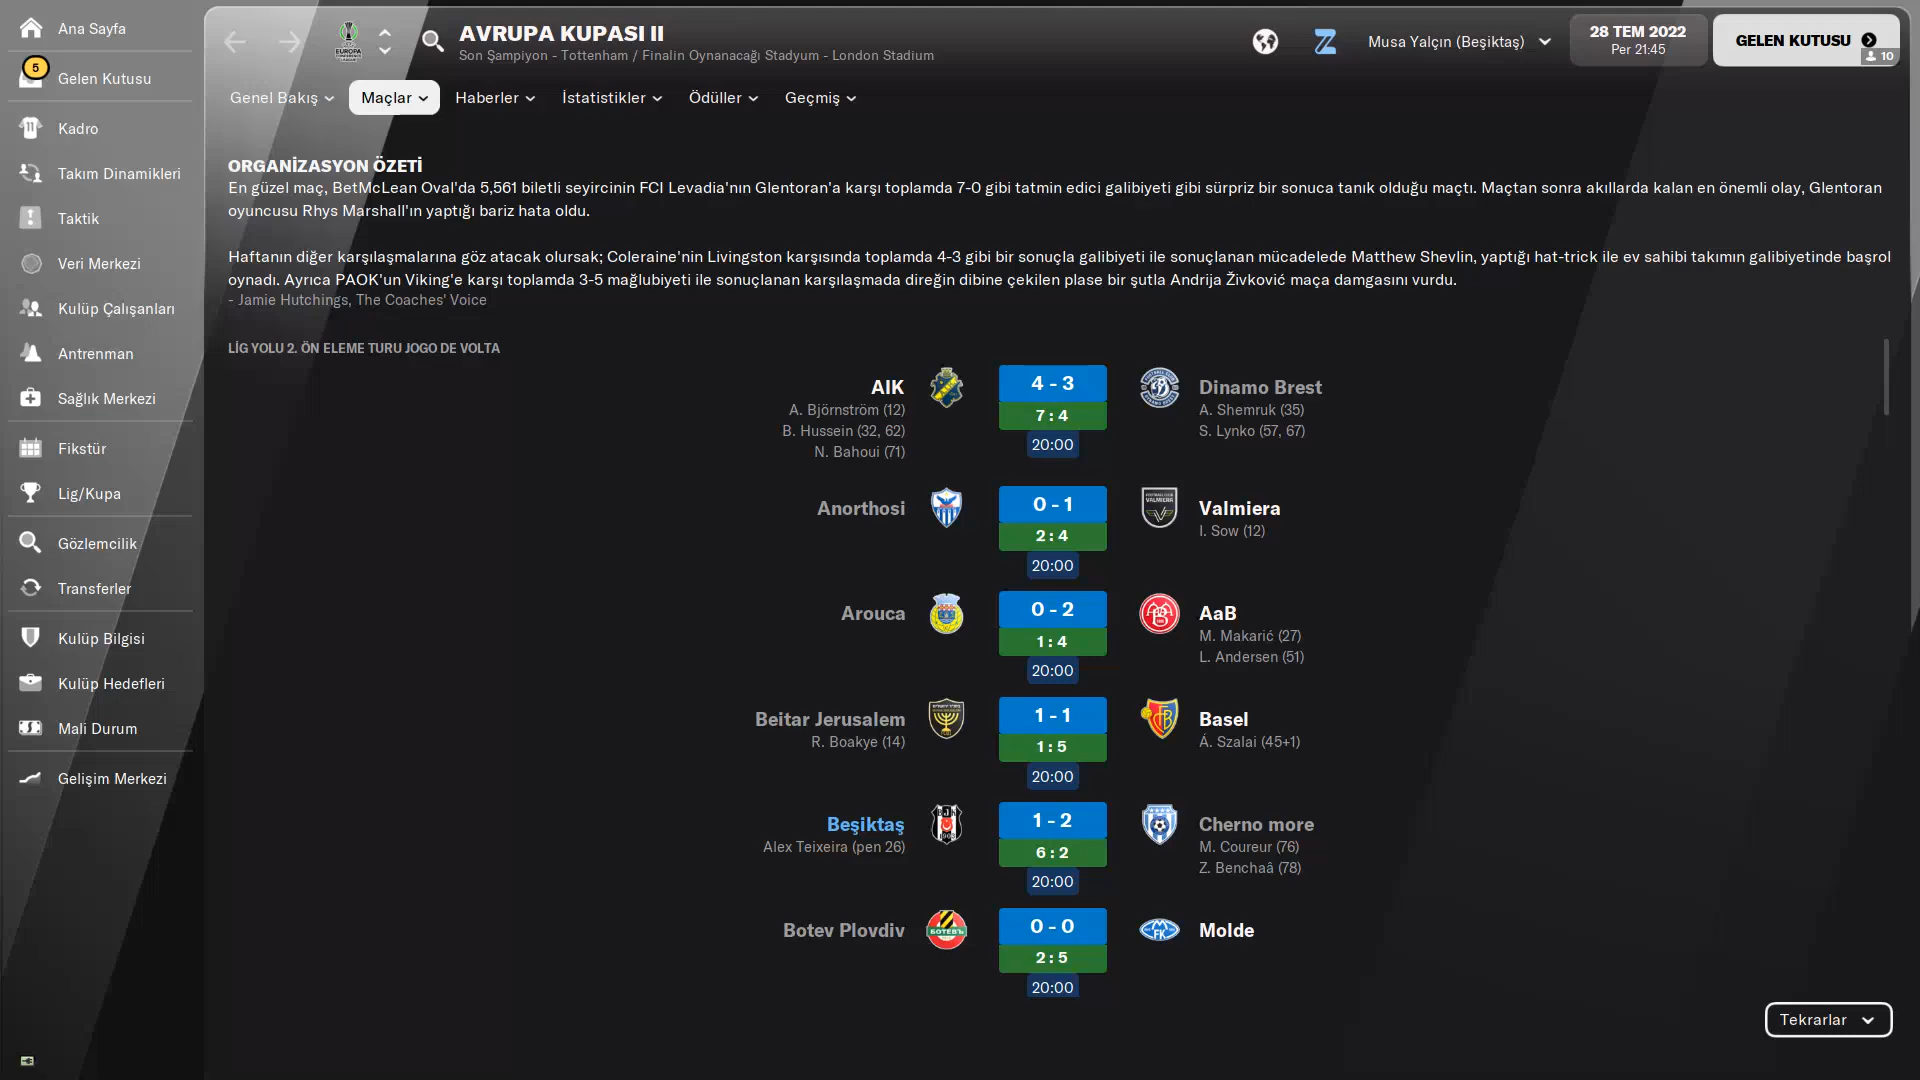 Ana Sayfa
5
Gelen Kutusu
Kadro
Takım Dinamikleri
Taktik
Veri Merkezi
Kulüp Çalışanları
Antrenman
Sağlık Merkezi
Fikstür
Lig/Kupa
Gözlemcilik
Transferler
Kulüp Bilgisi
Kulüp Hedefleri
Mali Durum
Gelişim Merkezi
AVRUPA KUPASI II
Son Şampiyon - Tottenham / Finalin Oynanacağı Stadyum - London Stadium
Musa Yalçın (Beşiktaş)
28 TEM 2022
Per 21:45
GELEN KUTUSU
10
Genel Bakış Maçlar Haberler İstatistikler Ödüller Geçmiş
ORGANİZASYON ÖZETİ
En güzel maç, BetMcLean Oval'da 5,561 biletli seyircinin FCI Levadia'nın Glentoran'a karşı toplamda 7-0 gibi tatmin edici galibiyeti gibi sürpriz bir sonuca tanık olduğu maçtı. Maçtan sonra akıllarda kalan en önemli olay, Glentoran
oyuncusu Rhys Marshall'ın yaptığı bariz hata oldu.
Haftanın diğer karşılaşmalarına göz atacak olursak; Coleraine'nin Livingston karşısında toplamda 4-3 gibi bir sonuçla galibiyeti ile sonuçlanan mücadelede Matthew Shevlin, yaptığı hat-trick ile ev sahibi takımın galibiyetinde başrol
oynadı. Ayrıca PAOK'un Viking'e karşı toplamda 3-5 mağlubiyeti ile sonuçlanan karşılaşmada direğin dibine çekilen plase bir şutla Andrija Živković maça damgasını vurdu.
- Jamie Hutchings, The Coaches' Voice
LİG YOLU 2. ÖN ELEME TURU JOGO DE VOLTA
AIK 4 - 3 Dinamo Brest
A. Björnström (12) 7 : 4 A. Shemruk (35)
B. Hussein (32, 62) 20:00 S. Lynko (57, 67)
N. Bahoui (71)
Anorthosi 0 - 1 Valmiera
2 : 4 I. Sow (12)
20:00
Arouca 0 - 2 AaB
1 : 4 M. Makarić (27)
20:00 L. Andersen (51)
Beitar Jerusalem 1 - 1 Basel
R. Boakye (14) 1 : 5 Á. Szalai (45+1)
20:00
Beşiktaş 1 - 2 Cherno more
Alex Teixeira (pen 26) 6 : 2 M. Coureur (76)
20:00 Z. Benchaâ (78)
Botev Plovdiv 0 - 0 Molde
2 : 5
20:00
Tekrarlar